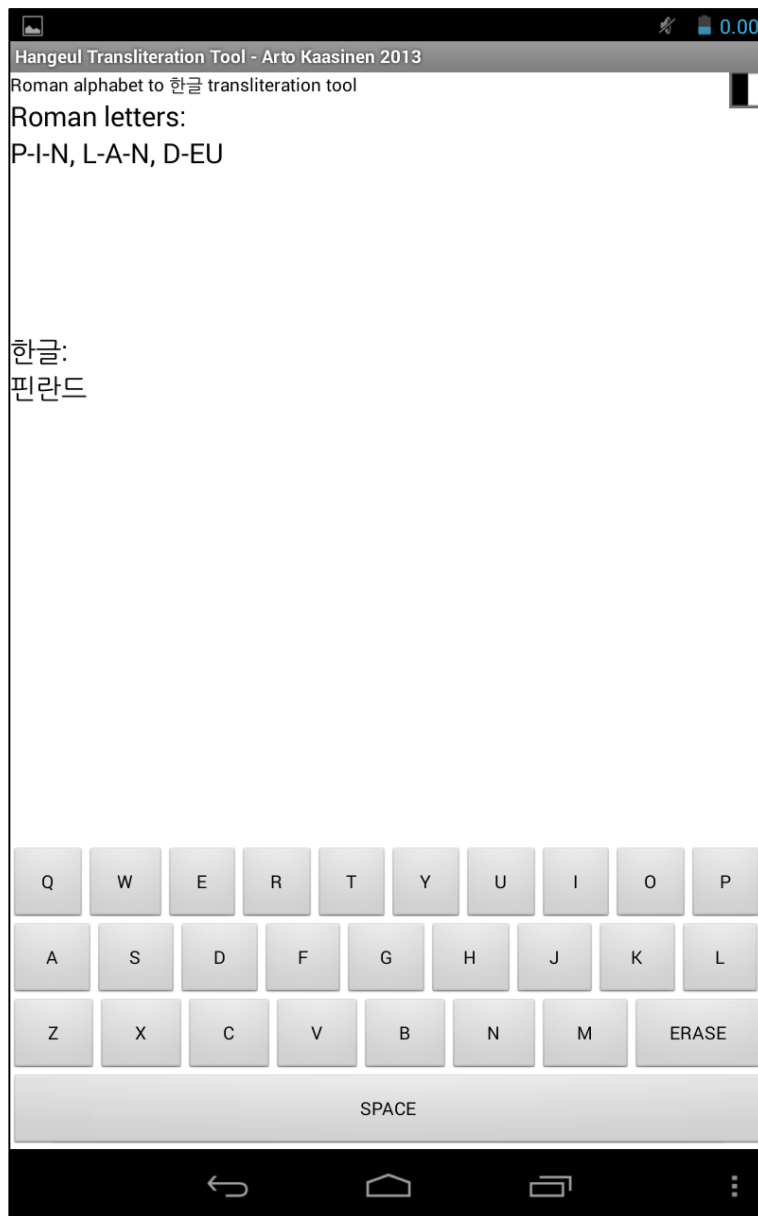 0.00
Hangeul Transliteration Tool - Arto Kaasinen 2013
Roman alphabet to 한글 transliteration tool
Roman letters:
P-I-N, L-A-N, D-EU
한글:
핀란드
Q W E R T Y U I O P
A S D F G H J K L
Z X C V B N M ERASE
SPACE